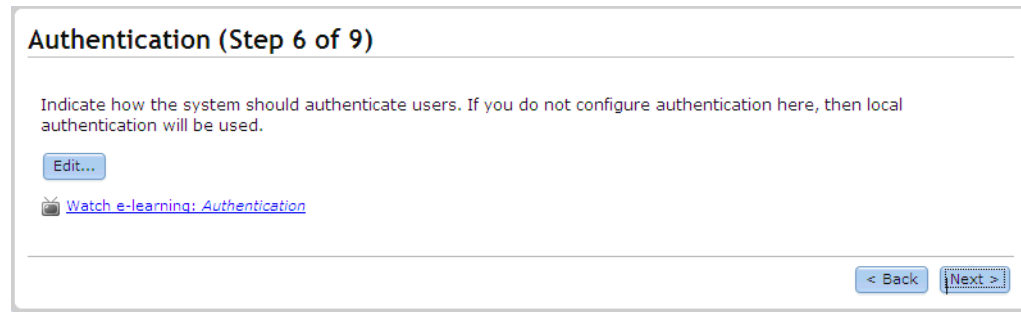 Authentication (Step 6 of 9)
Indicate how the system should authenticate users. If you do not configure authentication here, then local
authentication will be used.
Edit...
Watch e-learning: Authentication
< Back Next >